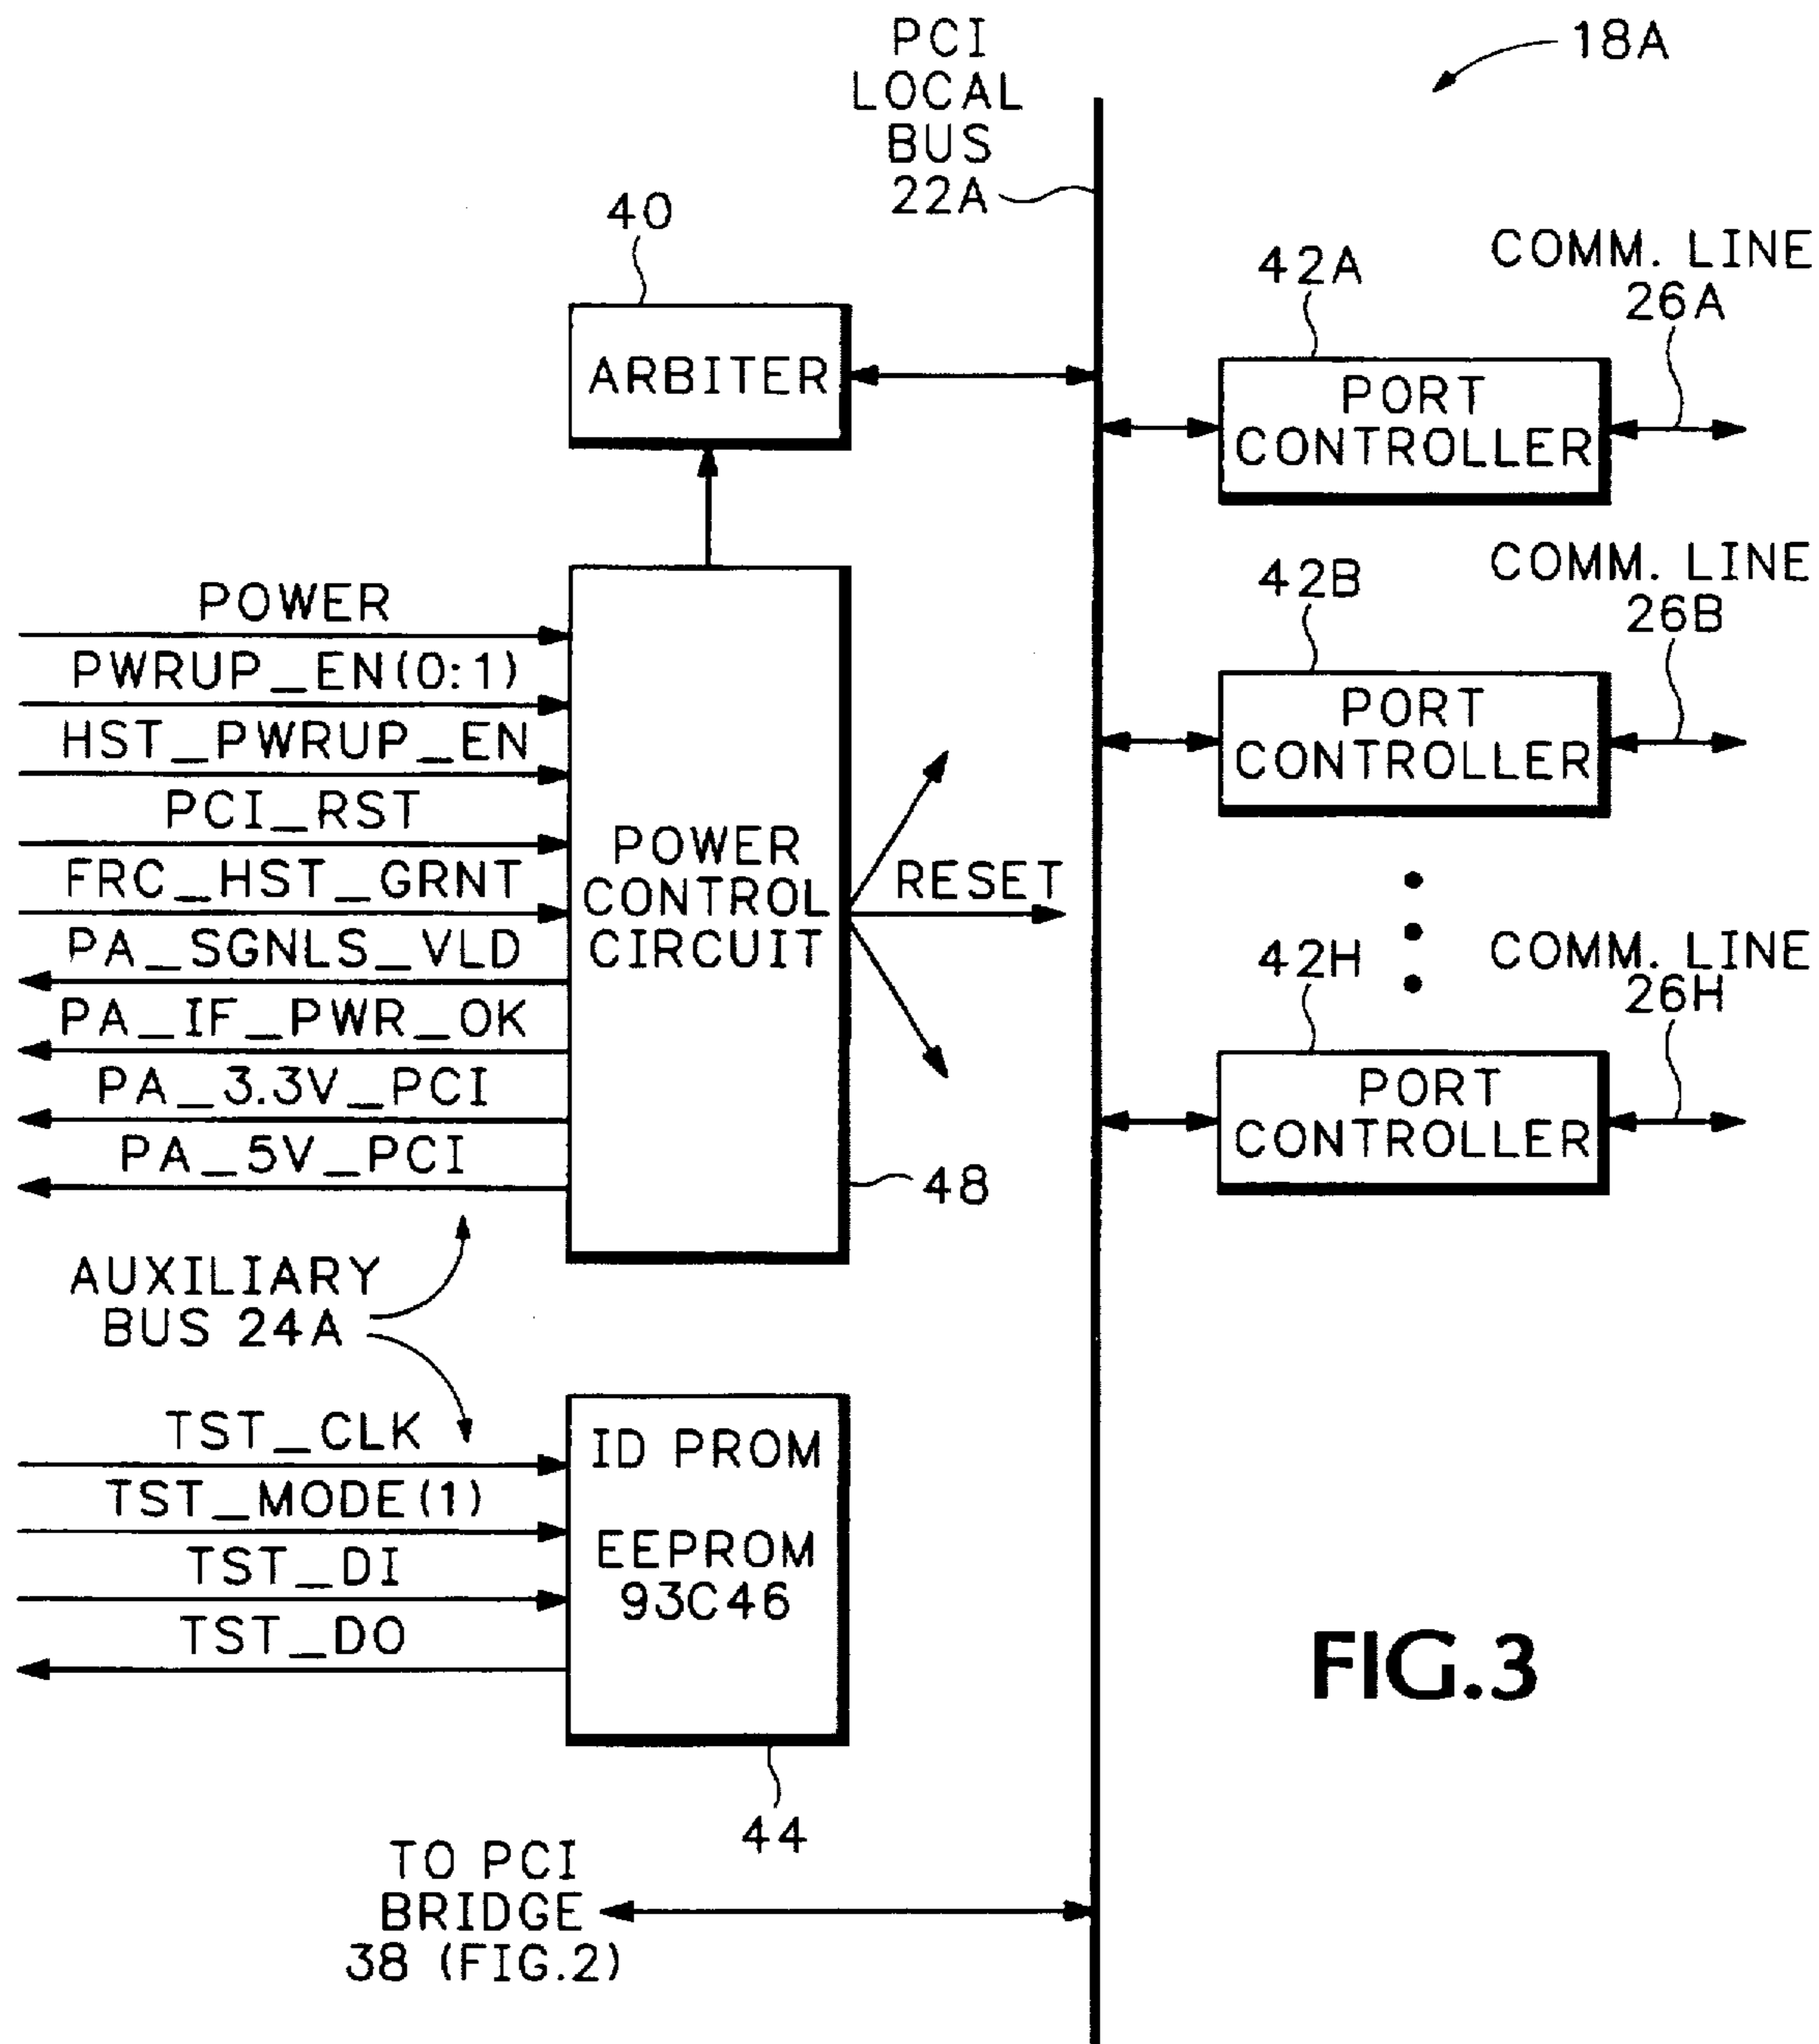 PCI
LOCAL
BUS
22A
18A
40
ARBITER
42A
COMM. LINE
26A
PORT
CONTROLLER
42B
COMM. LINE
26B
PORT
CONTROLLER
42H
COMM. LINE
26H
PORT
CONTROLLER
POWER
PWRUP_EN(0:1)
HST_PWRUP_EN
PCI_RST
FRC_HST_GRNT
PA_SGNLS_VLD
PA_IF_PWR_OK
PA_3.3V_PCI
PA_5V_PCI
POWER
CONTROL
CIRCUIT
RESET
48
AUXILIARY
BUS 24A
TST_CLK
TST_MODE(1)
TST_DI
TST_DO
ID PROM
EEPROM
93C46
44
TO PCI
BRIDGE
38 (FIG.2)
FIG.3